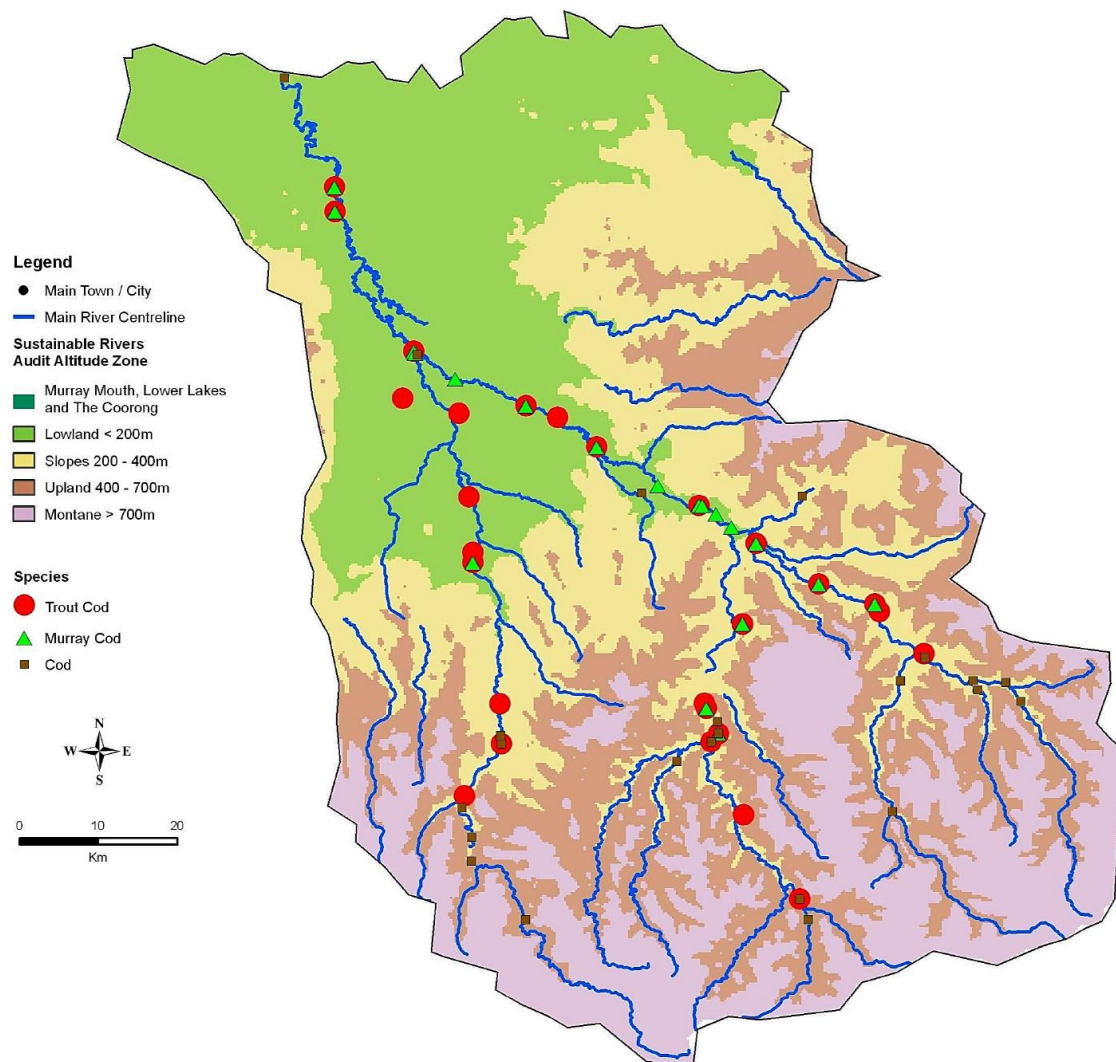 Legend
Main Town / City
Main River Centreline
Sustainable Rivers
Audit Altitude Zone
Murray Mouth, Lower Lakes
and The Coorong
Lowland < 200m
Slopes 200 - 400m
Upland 400 - 700m
Montane > 700m
Species
Trout Cod
Murray Cod
Cod
N
W E
S
0 10 20
Km